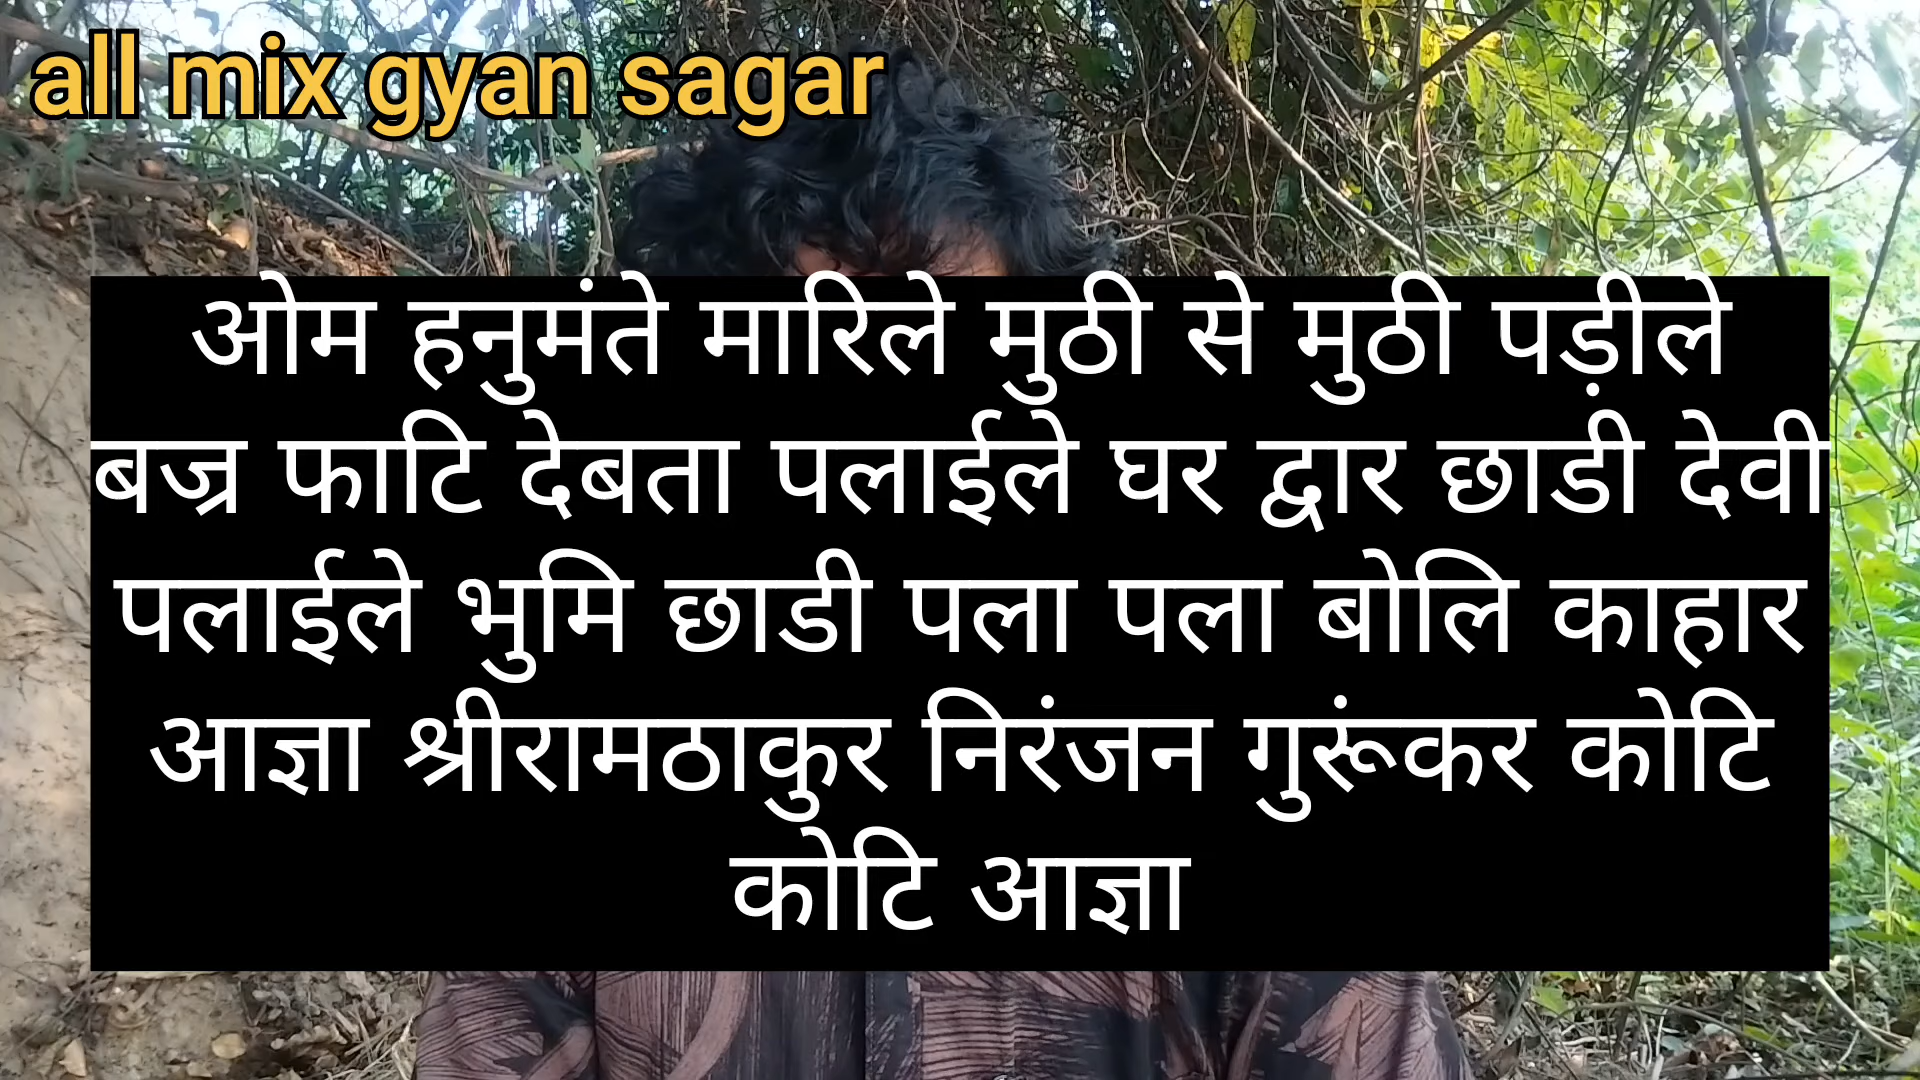 all mix gyan sagar
ओम हनुमंते मारिले मुठी से मुठी पड़ीले
बज्र फाटि देबता पलाईले घर द्वार छाडी देवी
पलाईले भुमि छाडी पला पला बोलि काहार
आज्ञा श्रीरामठाकुर निरंजन गुरूंकर कोटि
कोटि आज्ञा